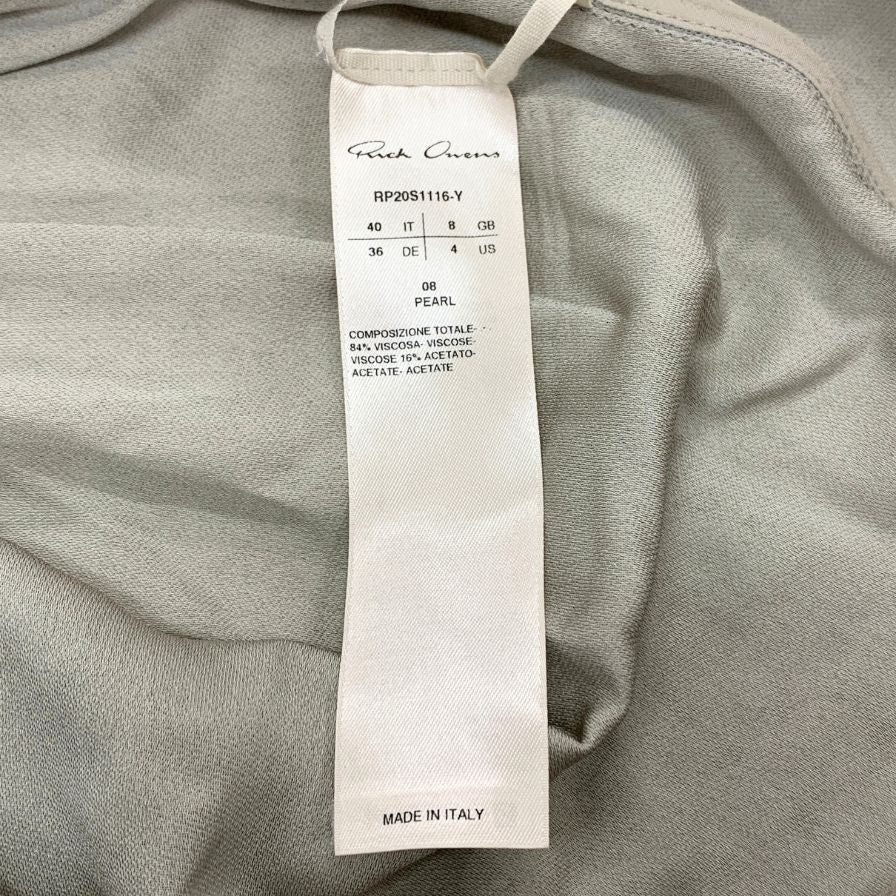 Rick Owens
RP20S1116-Y
40 IT 8 GB
36 DE 4 US
08
PEARL
COMPOSIZIONE TOTALE-
84% VISCOSA- VISCOSE-
VISCOSE 16% ACETATO-
ACETATE- ACETATE
MADE IN ITALY